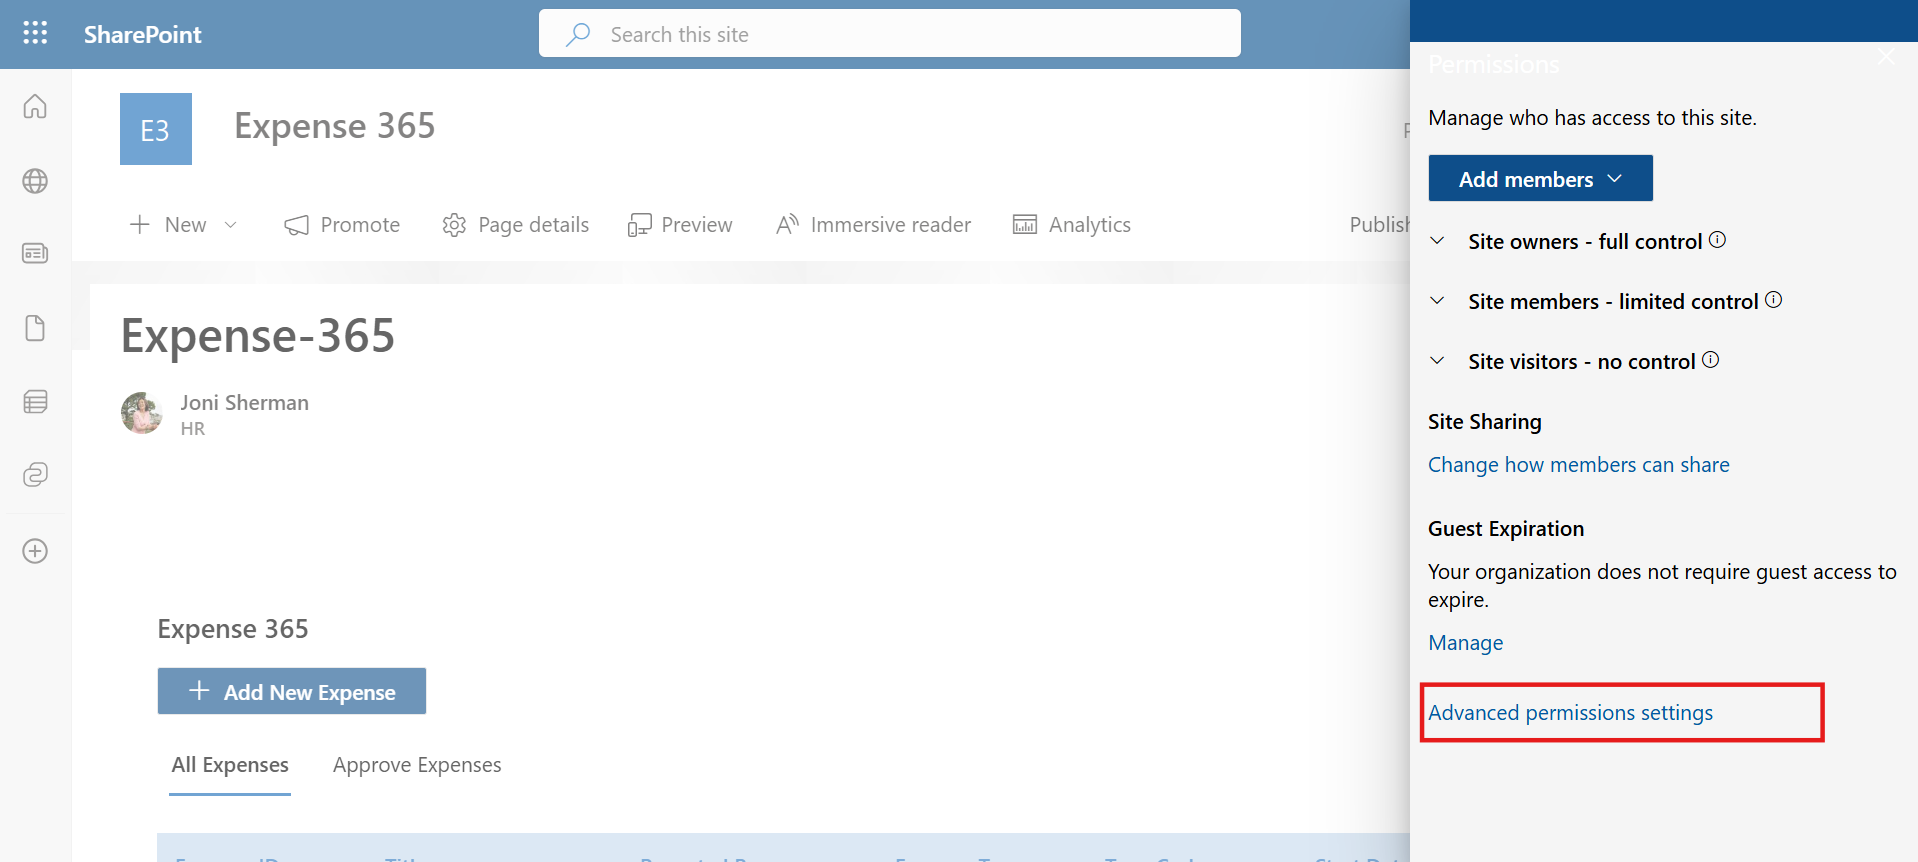 SharePoint
Search this site
E3
Expense 365
New
Promote
Page details
Preview
Immersive reader
Analytics
Publish
Expense-365
Joni Sherman
HR
Expense 365
Add New Expense
All Expenses
Approve Expenses
Permissions
Manage who has access to this site.
Add members
Site owners - full control
Site members - limited control
Site visitors - no control
Site Sharing
Change how members can share
Guest Expiration
Your organization does not require guest access to
expire.
Manage
Advanced permissions settings